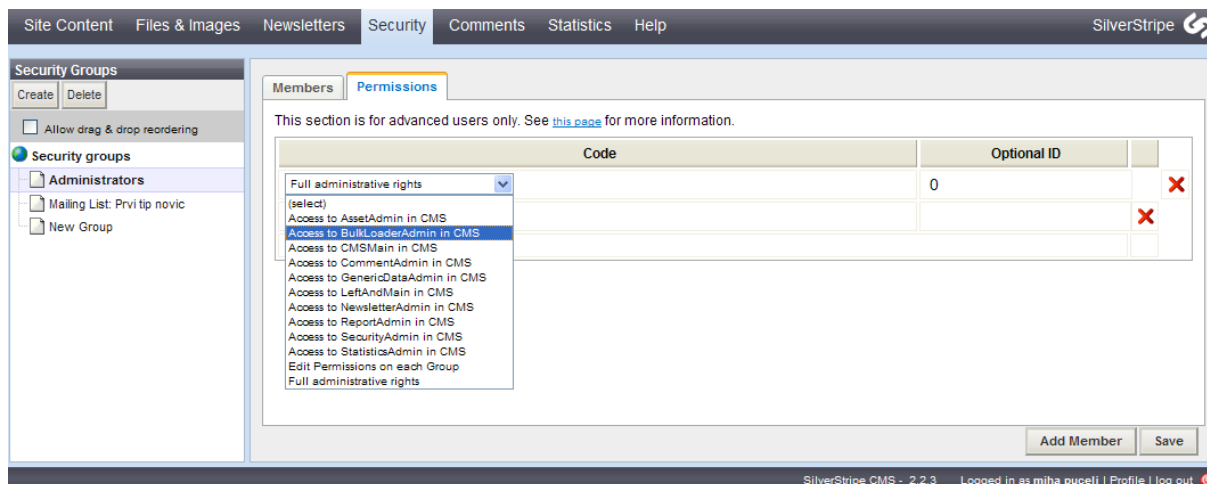 Site Content Files & Images Newsletters Security Comments Statistics Help SilverStripe
Security Groups
Create Delete
Allow drag & drop reordering
Security groups
Administrators
Mailing List: Prvi tip novic
New Group
Members Permissions
This section is for advanced users only. See this page for more information.
Code Optional ID
Full administrative rights 0
(select)
Access to AssetAdmin in CMS
Access to BulkLoaderAdmin in CMS
Access to CMSMain in CMS
Access to CommentAdmin in CMS
Access to GenericDataAdmin in CMS
Access to LeftAndMain in CMS
Access to NewsletterAdmin in CMS
Access to ReportAdmin in CMS
Access to SecurityAdmin in CMS
Access to StatisticsAdmin in CMS
Edit Permissions on each Group
Full administrative rights
Add Member Save
SilverStripe CMS - 2.2.3 Logged in as miha pucelj | Profile | log out